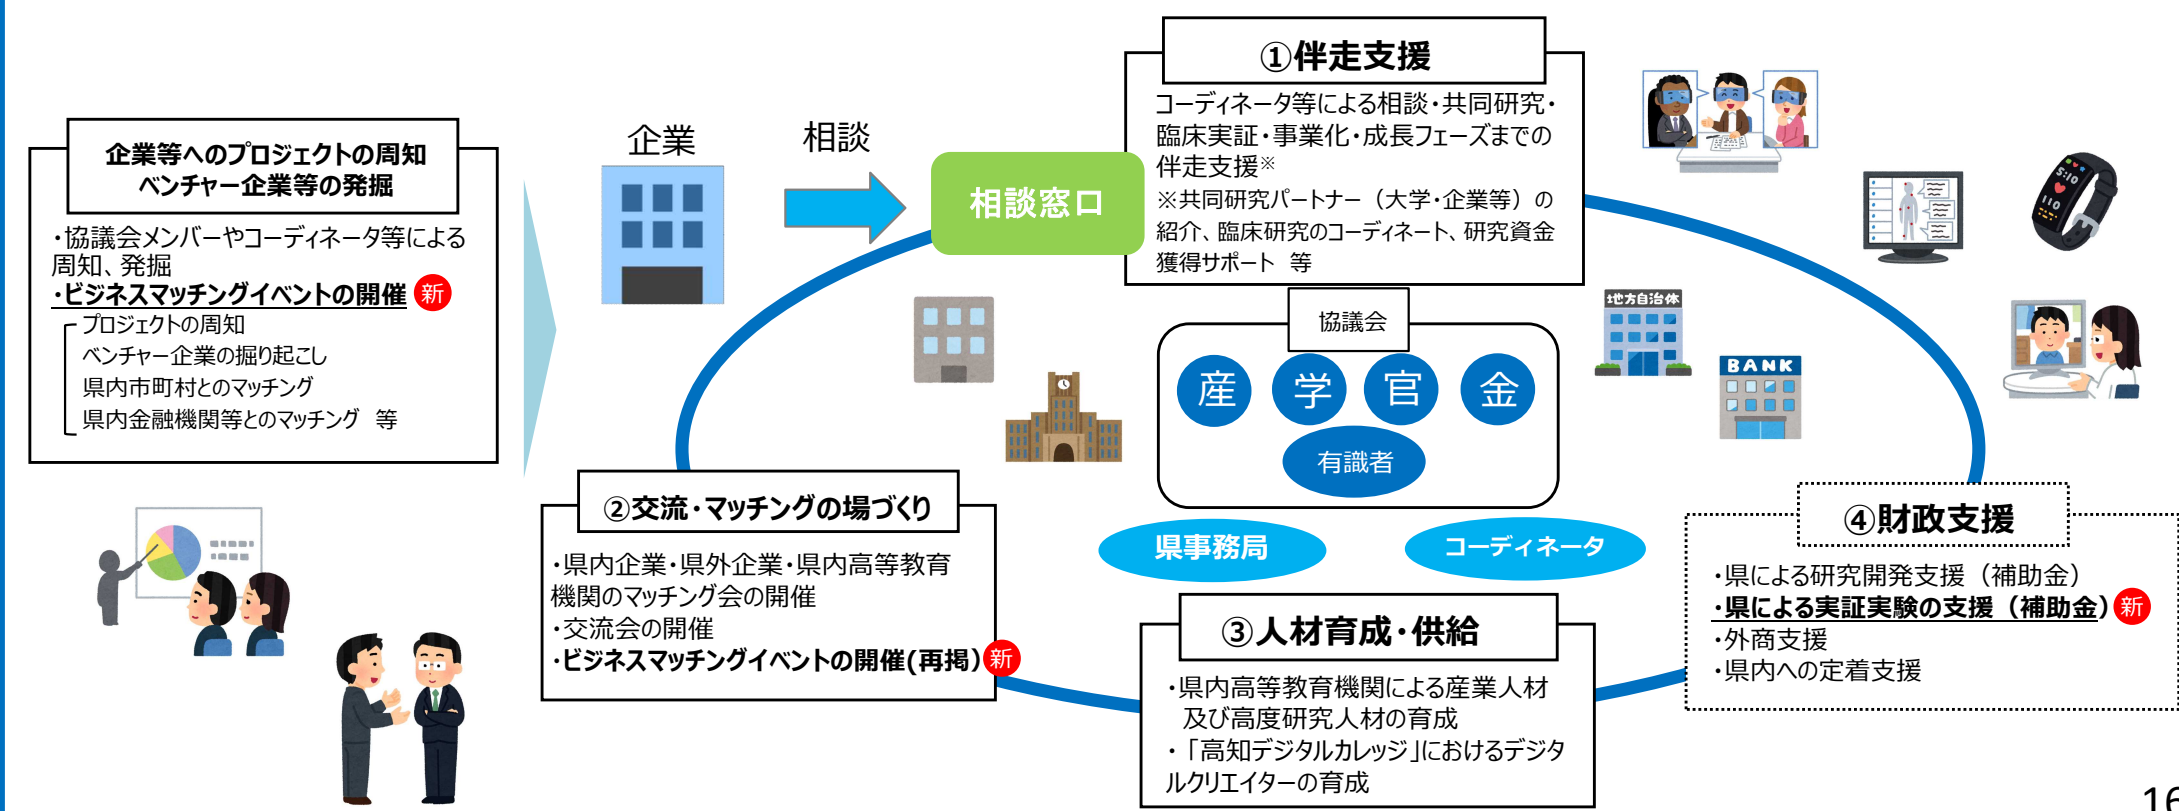 企業等へのプロジェクトの周知
ベンチャー企業等の発掘
・協議会メンバーやコーディネータ等による
周知、発掘
・ビジネスマッチングイベントの開催 新
プロジェクトの周知
ベンチャー企業の掘り起こし
県内市町村とのマッチング
県内金融機関等とのマッチング 等
企業
相談
相談窓口
①伴走支援
コーディネータ等による相談・共同研究・
臨床実証・事業化・成長フェーズまでの
伴走支援※
※共同研究パートナー（大学・企業等）の
紹介、臨床研究のコーディネート、研究資金
獲得サポート 等
5:10
110
地方自治体
BANK
協議会
産 学 官 金
有識者
県事務局
コーディネータ
②交流・マッチングの場づくり
・県内企業・県外企業・県内高等教育
機関のマッチング会の開催
・交流会の開催
・ビジネスマッチングイベントの開催(再掲) 新
③人材育成・供給
・県内高等教育機関による産業人材
及び高度研究人材の育成
・「高知デジタルカレッジ」におけるデジタ
ルクリエイターの育成
④財政支援
・県による研究開発支援（補助金）
・県による実証実験の支援（補助金） 新
・外商支援
・県内への定着支援
16